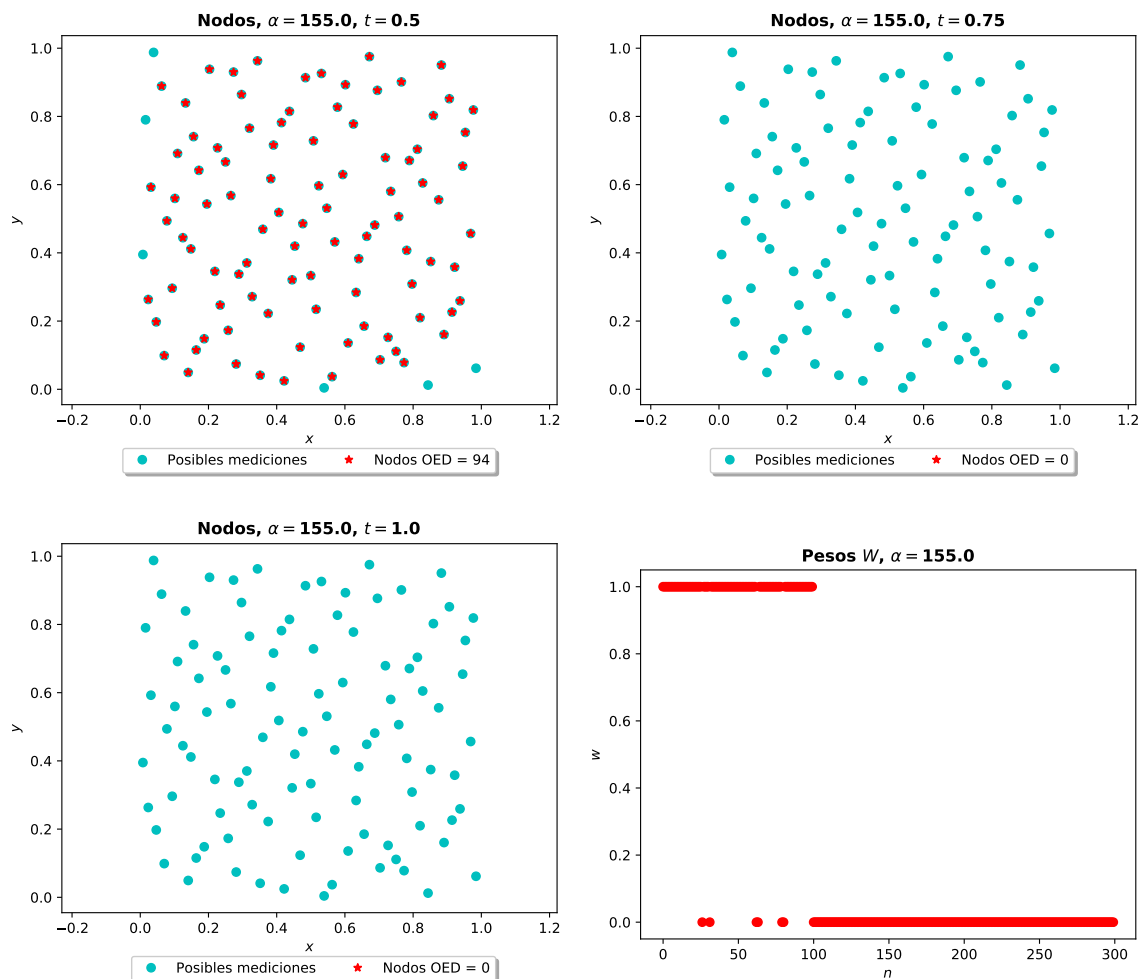 Nodos, α = 155.0, t = 0.5
1.0
0.8
0.6
0.4
0.2
0.0
y
−0.2 0.0 0.2 0.4 0.6 0.8 1.0 1.2
x
Posibles mediciones Nodos OED = 94
Nodos, α = 155.0, t = 0.75
1.0
0.8
0.6
0.4
0.2
0.0
y
−0.2 0.0 0.2 0.4 0.6 0.8 1.0 1.2
x
Posibles mediciones Nodos OED = 0
Nodos, α = 155.0, t = 1.0
1.0
0.8
0.6
0.4
0.2
0.0
y
−0.2 0.0 0.2 0.4 0.6 0.8 1.0 1.2
x
Posibles mediciones Nodos OED = 0
Pesos W, α = 155.0
1.0
0.8
0.6
0.4
0.2
0.0
w
0 50 100 150 200 250 300
n